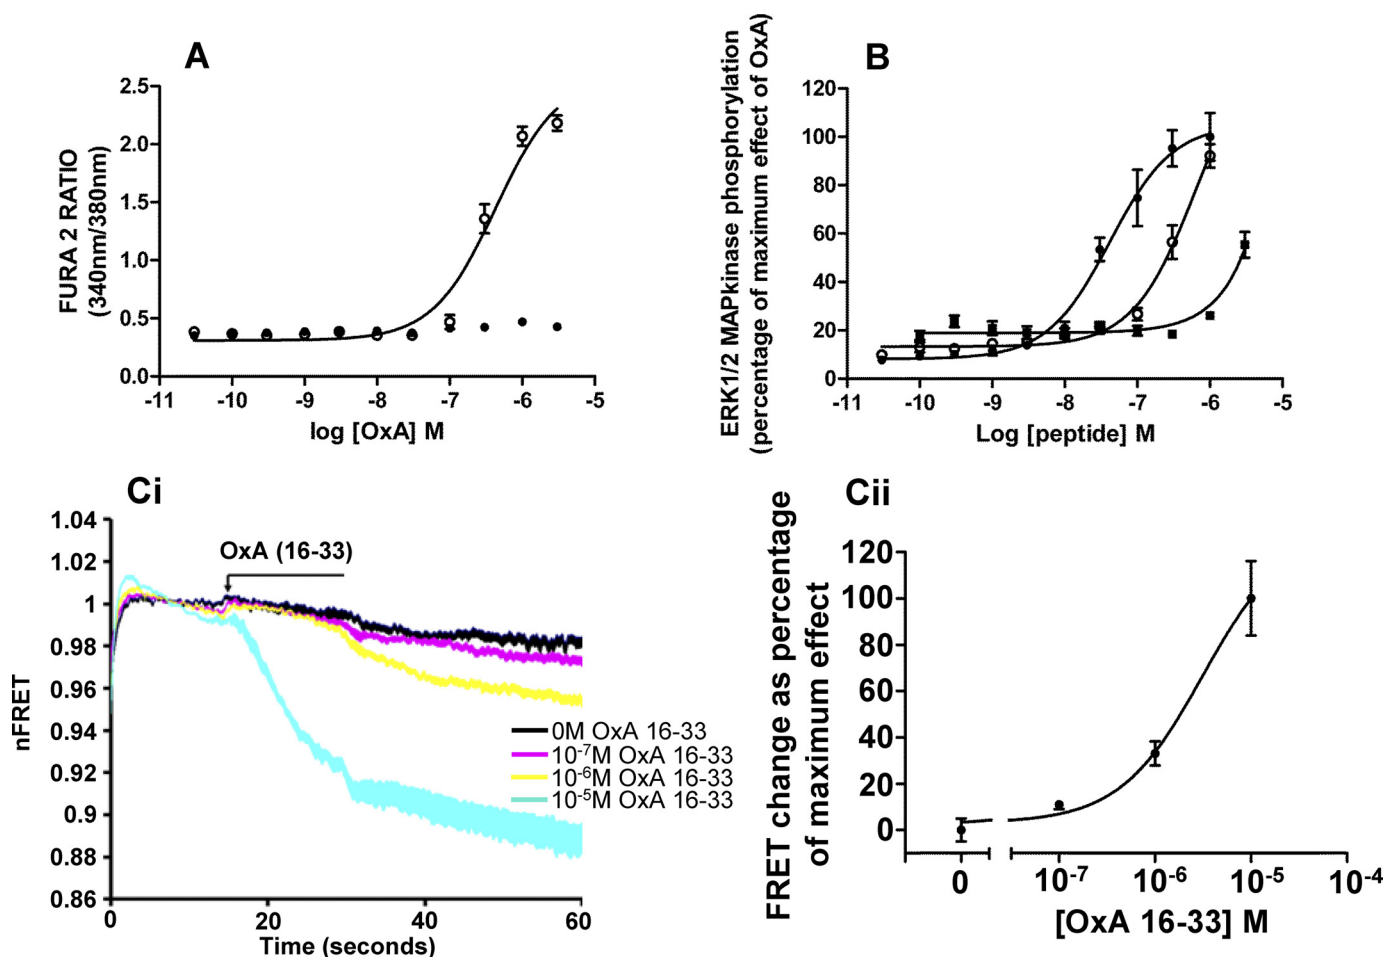 A
FURA 2 RATIO
(340nm/380nm)
2.5
2.0
1.5
1.0
0.5
0.0
-11
-10
-9
-8
-7
-6
-5
log [OxA] M
B
ERK1/2 MAPkinase phosphorylation
(percentage of maximum effect of OxA)
120
100
80
60
40
20
0
-11
-10
-9
-8
-7
-6
-5
Log [peptide] M
Ci
nFRET
1.04
1.02
1
0.98
0.96
0.94
0.92
0.9
0.88
0.86
OxA (16-33)
0M OxA 16-33
10⁻⁷M OxA 16-33
10⁻⁶M OxA 16-33
10⁻⁵M OxA 16-33
0
20
40
60
Time (seconds)
Cii
FRET change as percentage
of maximum effect
120
100
80
60
40
20
0
0
10⁻⁷
10⁻⁶
10⁻⁵
10⁻⁴
[OxA 16-33] M